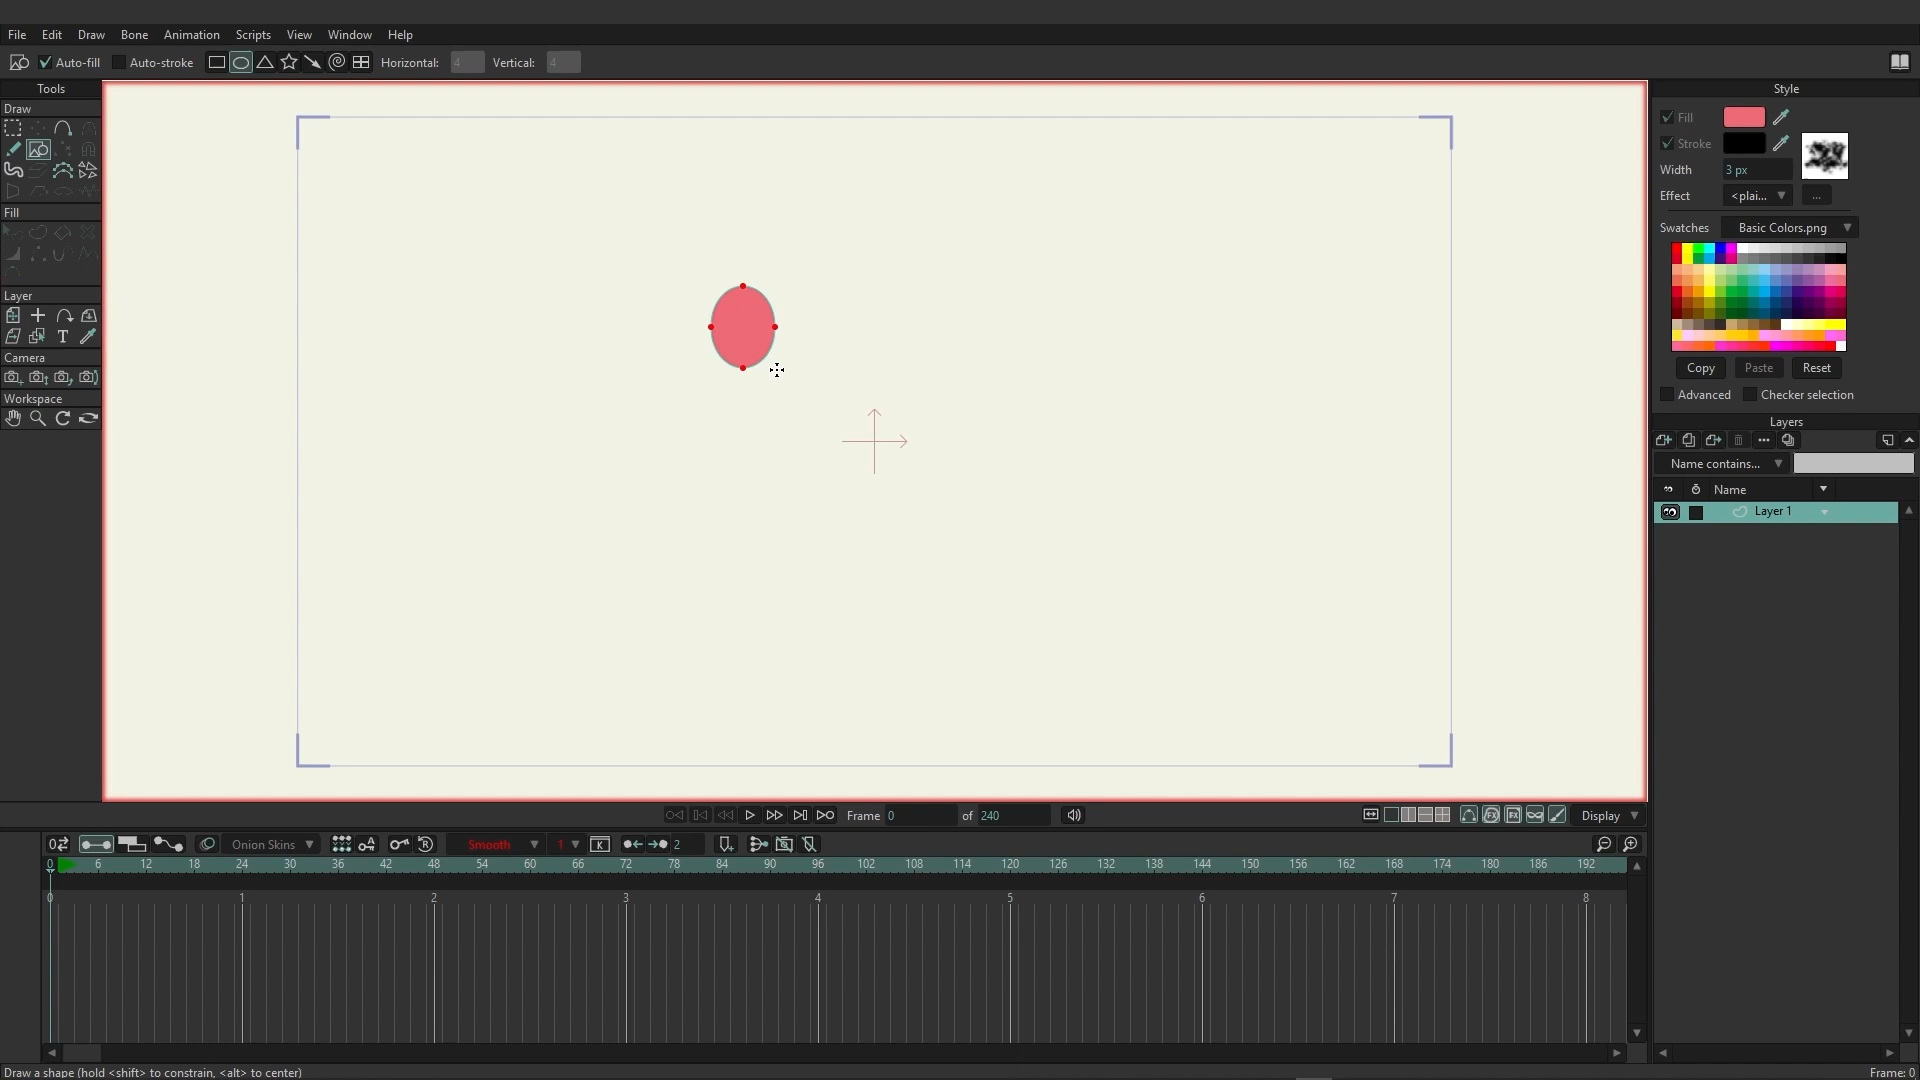 File Edit Draw Bone Animation Scripts View Window Help
Auto-fill Auto-stroke Horizontal: 4 Vertical: 4
Tools
Draw
Fill
Layer
T
Camera
Workspace
Style
Fill
Stroke
Width 3 px
Effect <plai... ...
Swatches Basic Colors.png
Copy Paste Reset
Advanced Checker selection
Layers
Name contains...
Name
Layer 1
Frame 0 of 240 Display
Onion Skins Smooth 1 K 2
0 6 12 18 24 30 36 42 48 54 60 66 72 78 84 90 96 102 108 114 120 126 132 138 144 150 156 162 168 174 180 186 192
0 1 2 3 4 5 6 7 8
Draw a shape (hold <shift> to constrain, <alt> to center) Frame: 0